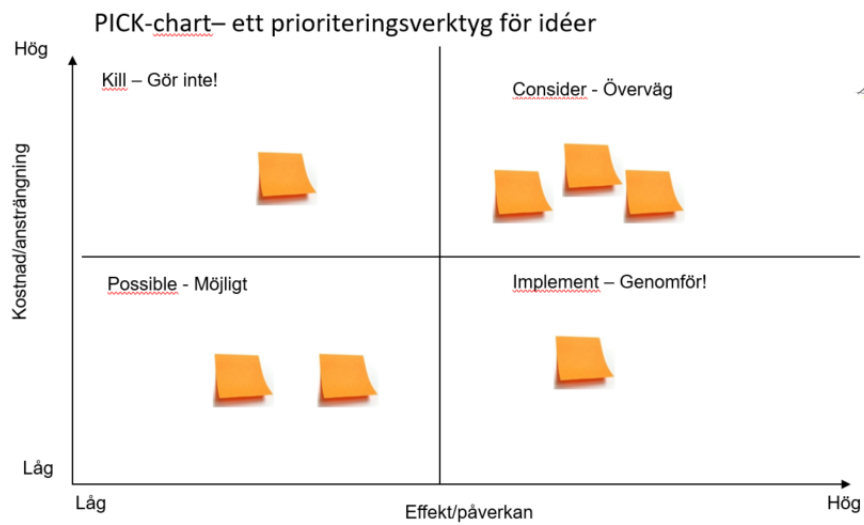 PICK-chart– ett prioriteringsverktyg för idéer
Hög
Kill – Gör inte!
Consider - Överväg
Kostnad/ansträngning
Possible - Möjligt
Implement – Genomför!
Låg
Låg
Effekt/påverkan
Hög